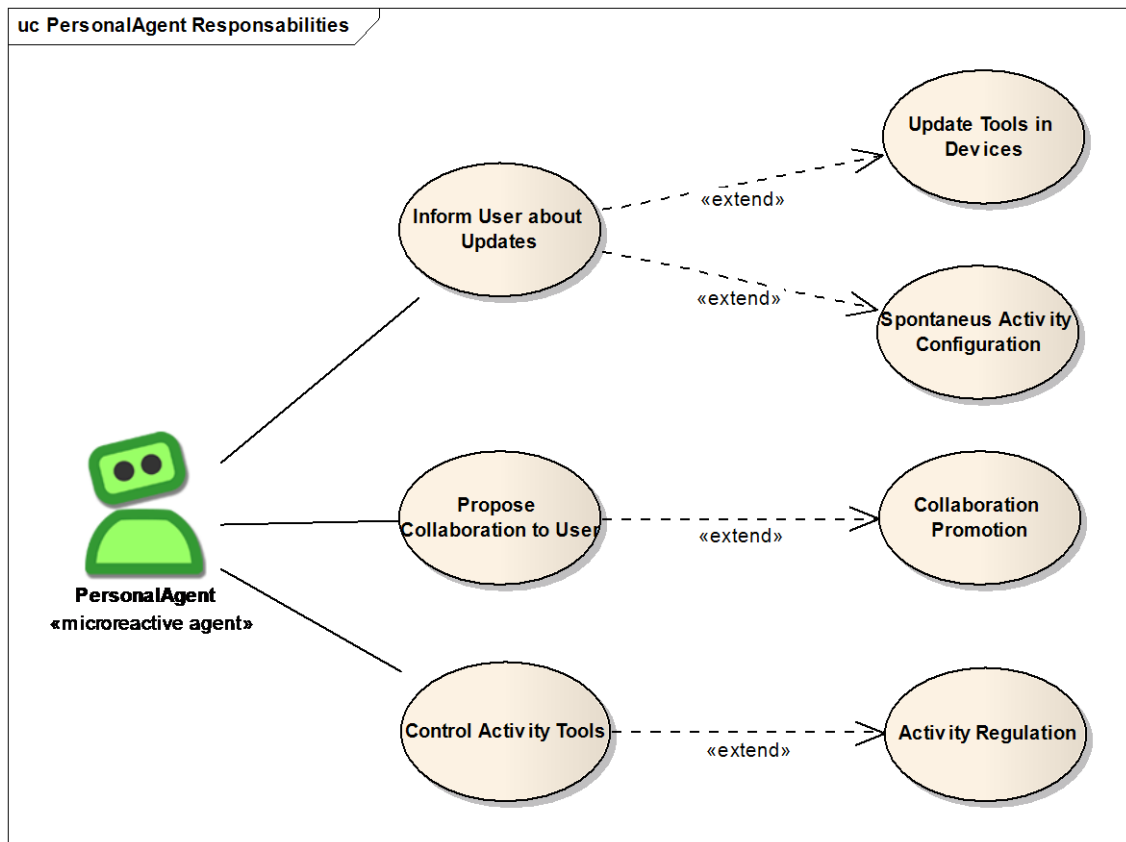 uc PersonalAgent Responsabilities
Update Tools in
Devices
Inform User about
Updates
«extend»
«extend»
Spontaneus Activity
Configuration
Propose
Collaboration to User
«extend»
Collaboration
Promotion
PersonalAgent
«microreactive agent»
Control Activity Tools
«extend»
Activity Regulation